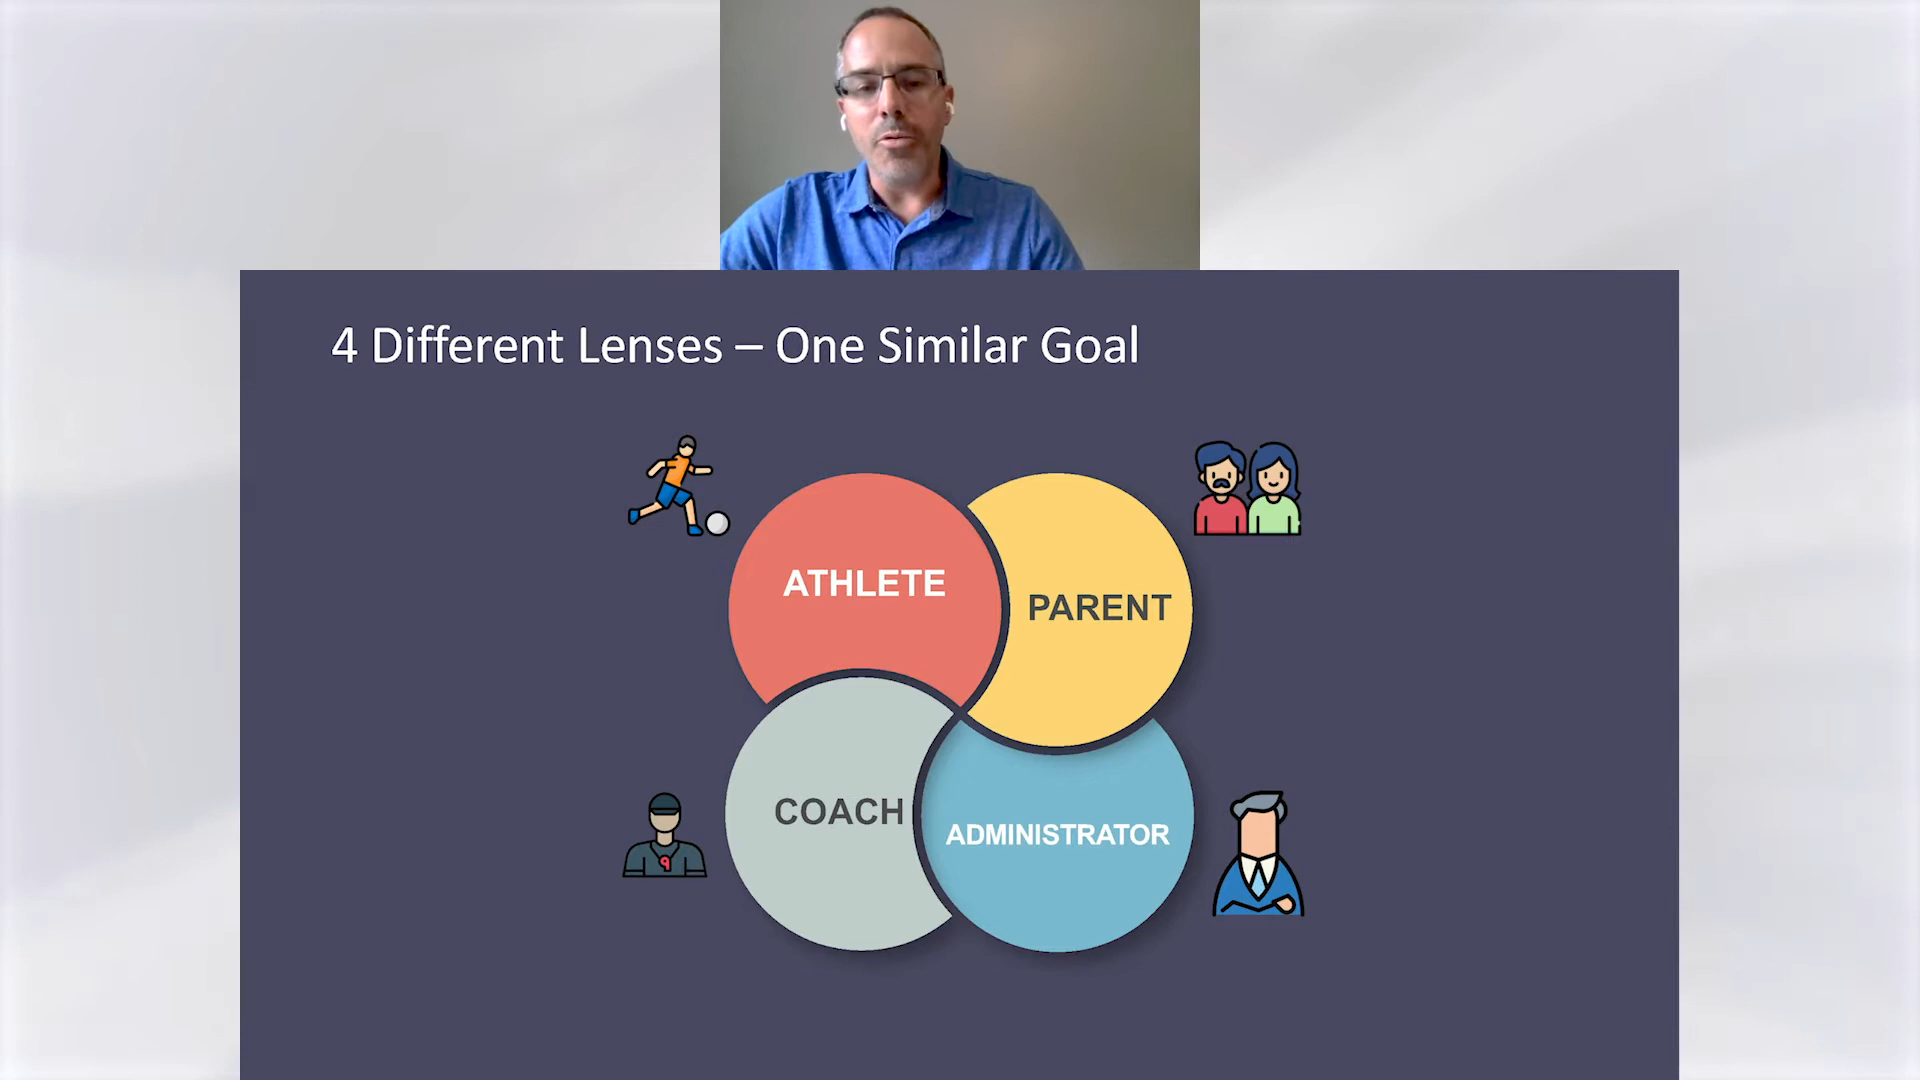 4 Different Lenses – One Similar Goal
ATHLETE
PARENT
COACH
ADMINISTRATOR